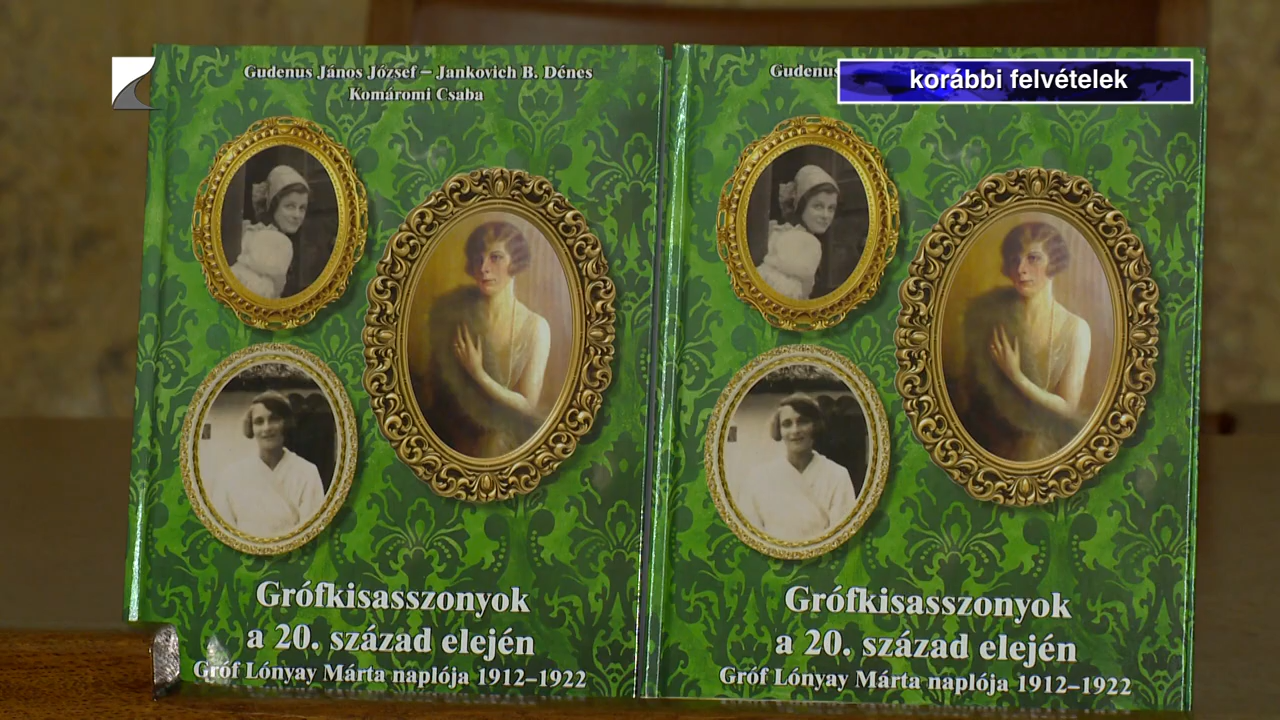 Gudenus János József – Jankovich B. Dénes
Komáromi Csaba
Grófkisasszonyok
a 20. század elején
Gróf Lónyay Márta naplója 1912–1922
Gudenus
korábbi felvételek
Grófkisasszonyok
a 20. század elején
Gróf Lónyay Márta naplója 1912–1922